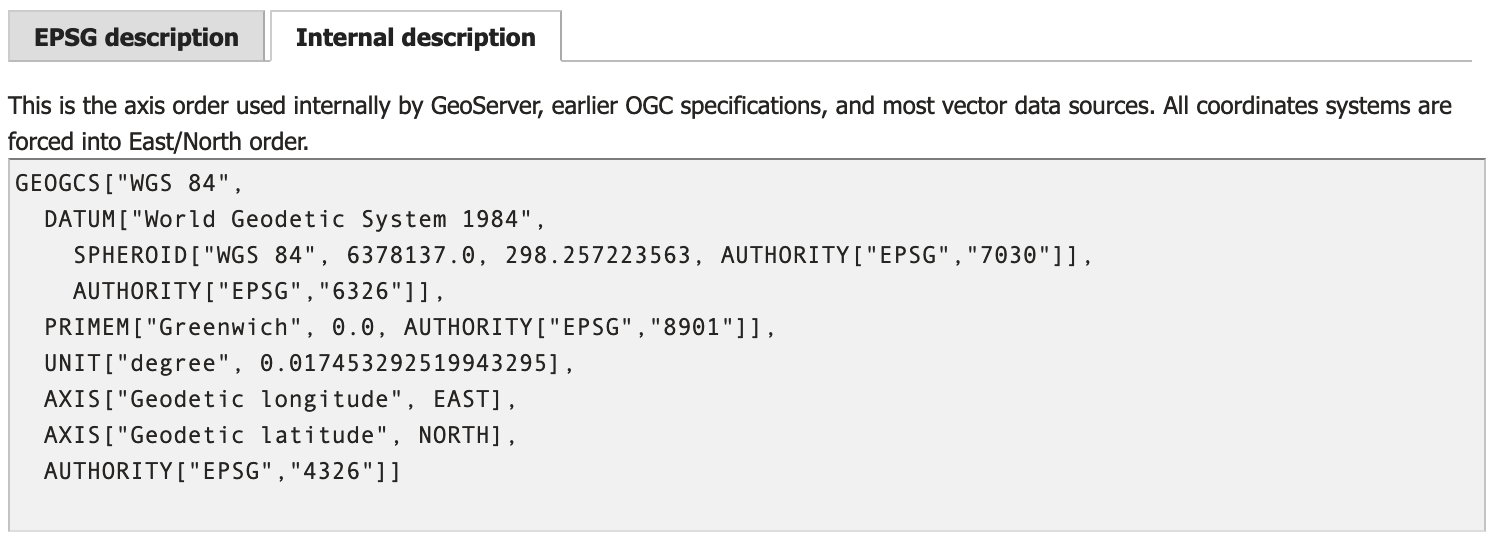 EPSG description
Internal description
This is the axis order used internally by GeoServer, earlier OGC specifications, and most vector data sources. All coordinates systems are
forced into East/North order.
GEOGCS["WGS 84",
  DATUM["World Geodetic System 1984",
    SPHEROID["WGS 84", 6378137.0, 298.257223563, AUTHORITY["EPSG","7030"]],
    AUTHORITY["EPSG","6326"]],
  PRIMEM["Greenwich", 0.0, AUTHORITY["EPSG","8901"]],
  UNIT["degree", 0.017453292519943295],
  AXIS["Geodetic longitude", EAST],
  AXIS["Geodetic latitude", NORTH],
  AUTHORITY["EPSG","4326"]]